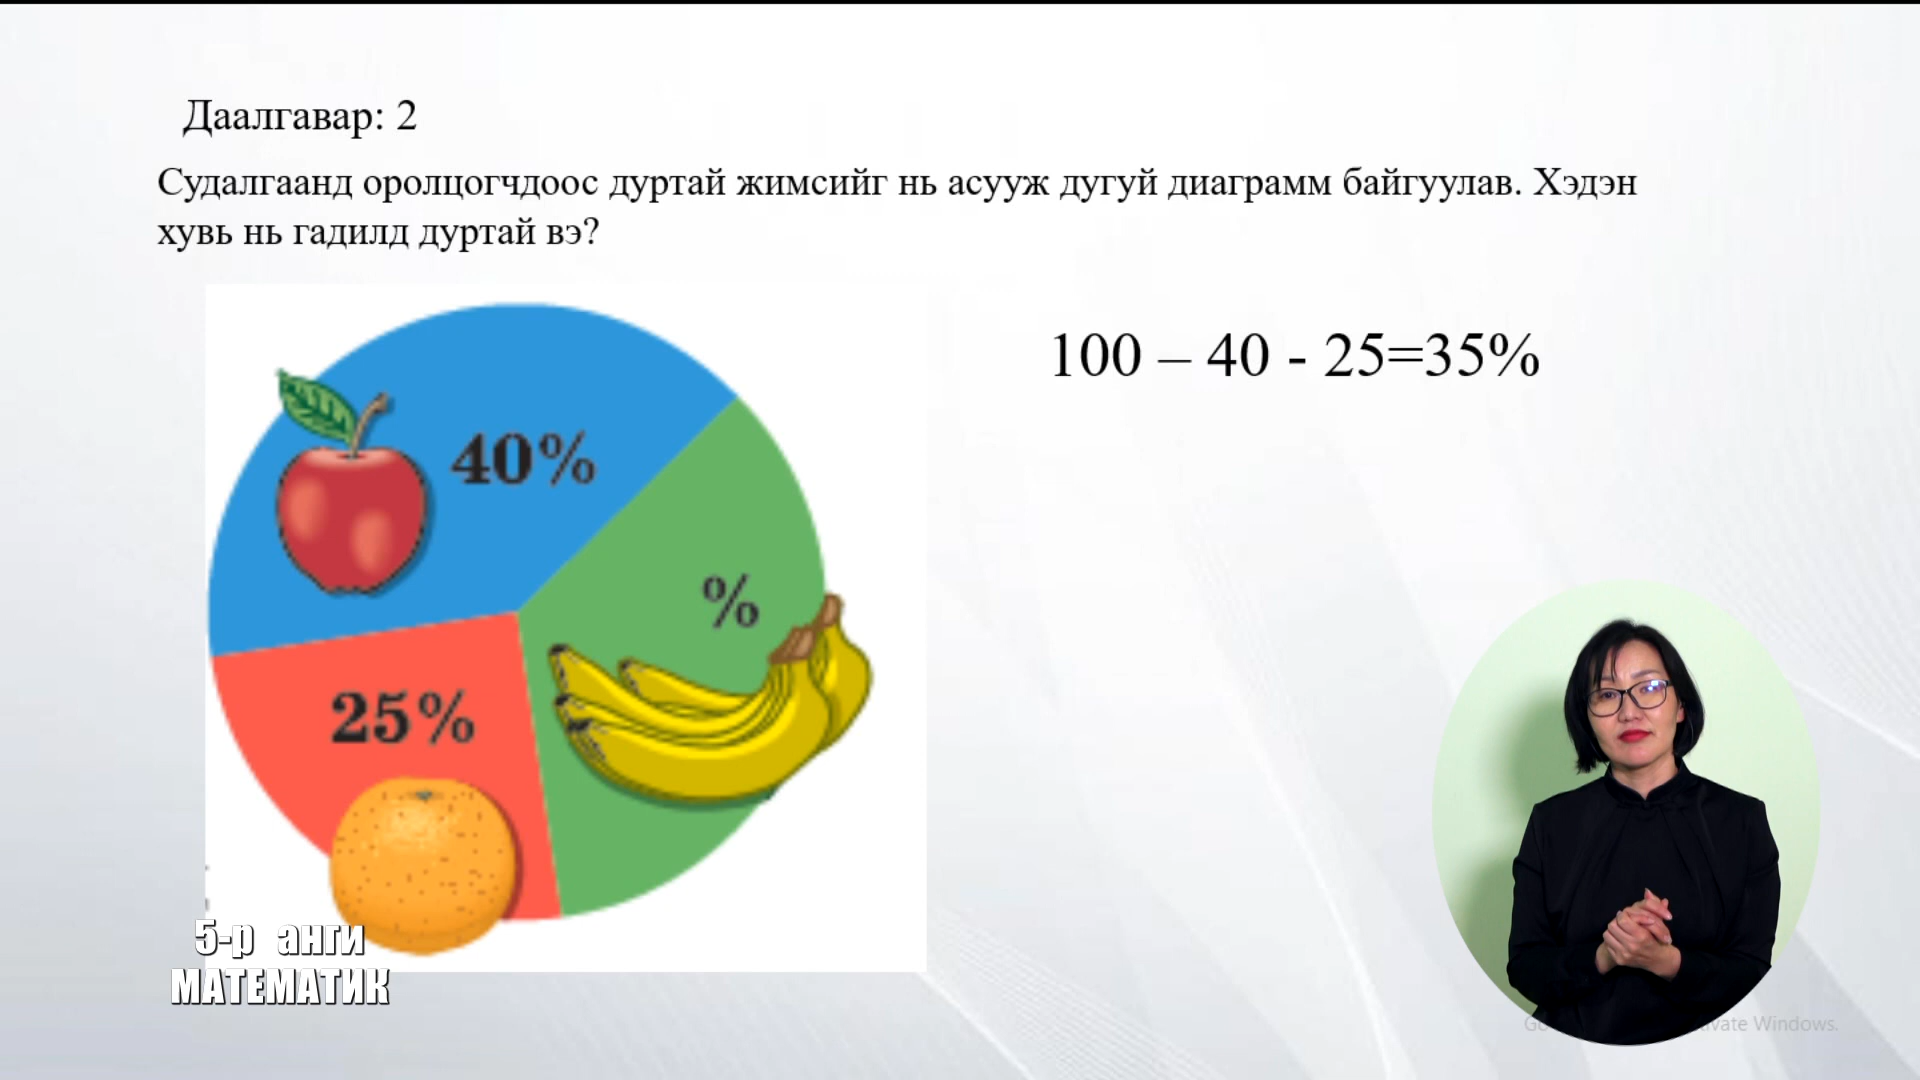 Даалгавар: 2
Судалгаанд оролцогчдоос дуртай жимсийг нь асууж дугуй диаграмм байгуулав. Хэдэн
хувь нь гадилд дуртай вэ?
100 – 40 - 25=35%
40%
%
25%
5-р анги
МАТЕМАТИК
Windows.